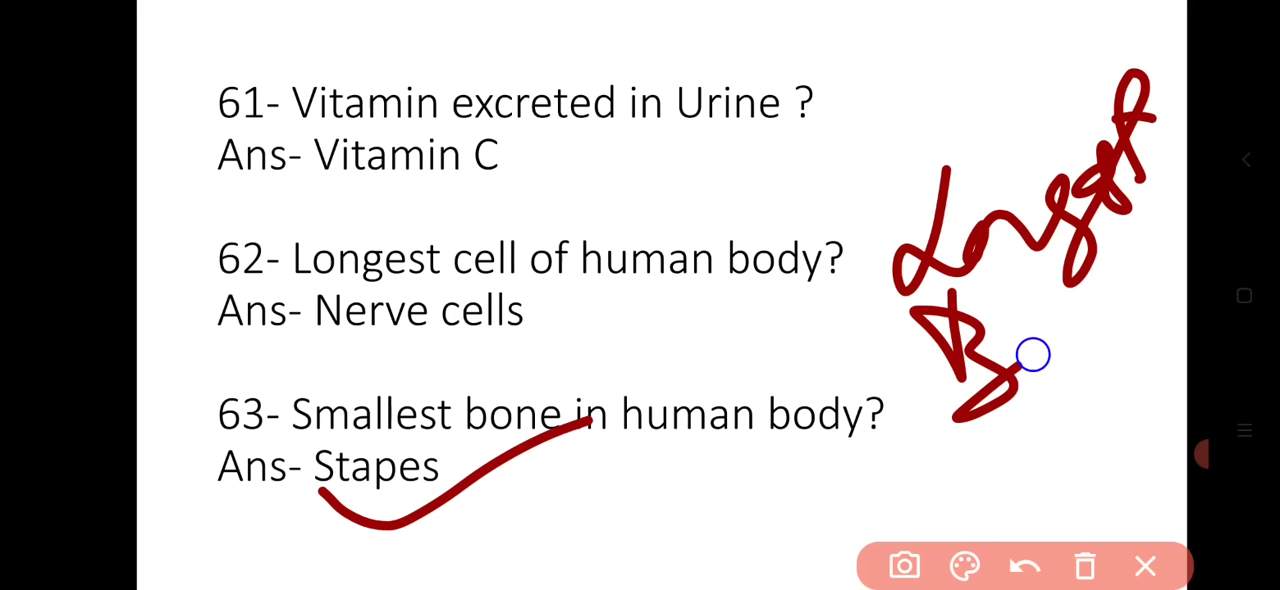 61- Vitamin excreted in Urine ?
Ans- Vitamin C
62- Longest cell of human body?
Ans- Nerve cells
63- Smallest bone in human body?
Ans- Stapes
Longest
B